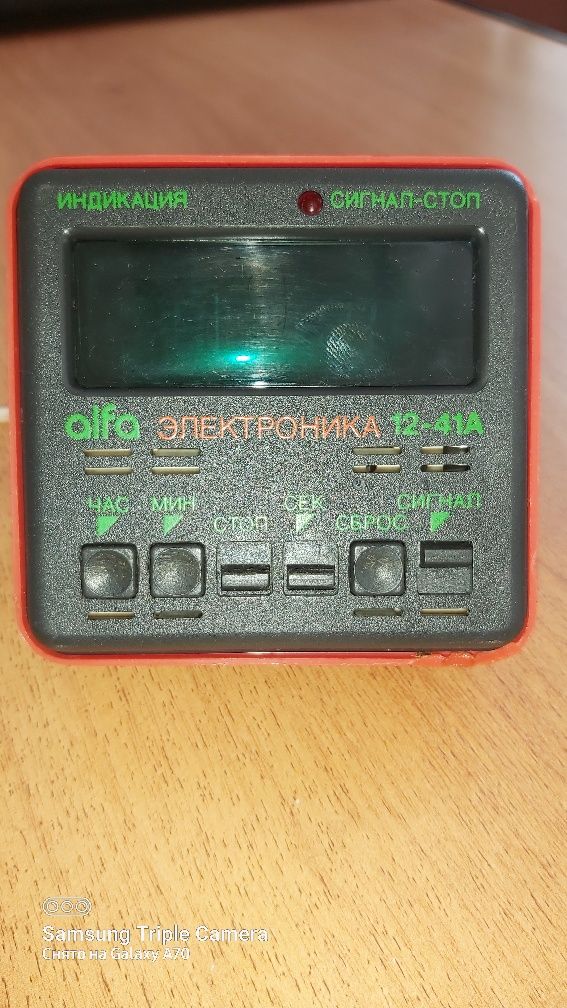 ИНДИКАЦИЯ СИГНАЛ-СТОП
alfa ЭЛЕКТРОНИКА 12-41А
ЧАС МИН СТОП СЕК СБРОС СИГНАЛ
Samsung Triple Camera
Снято на Galaxy A70